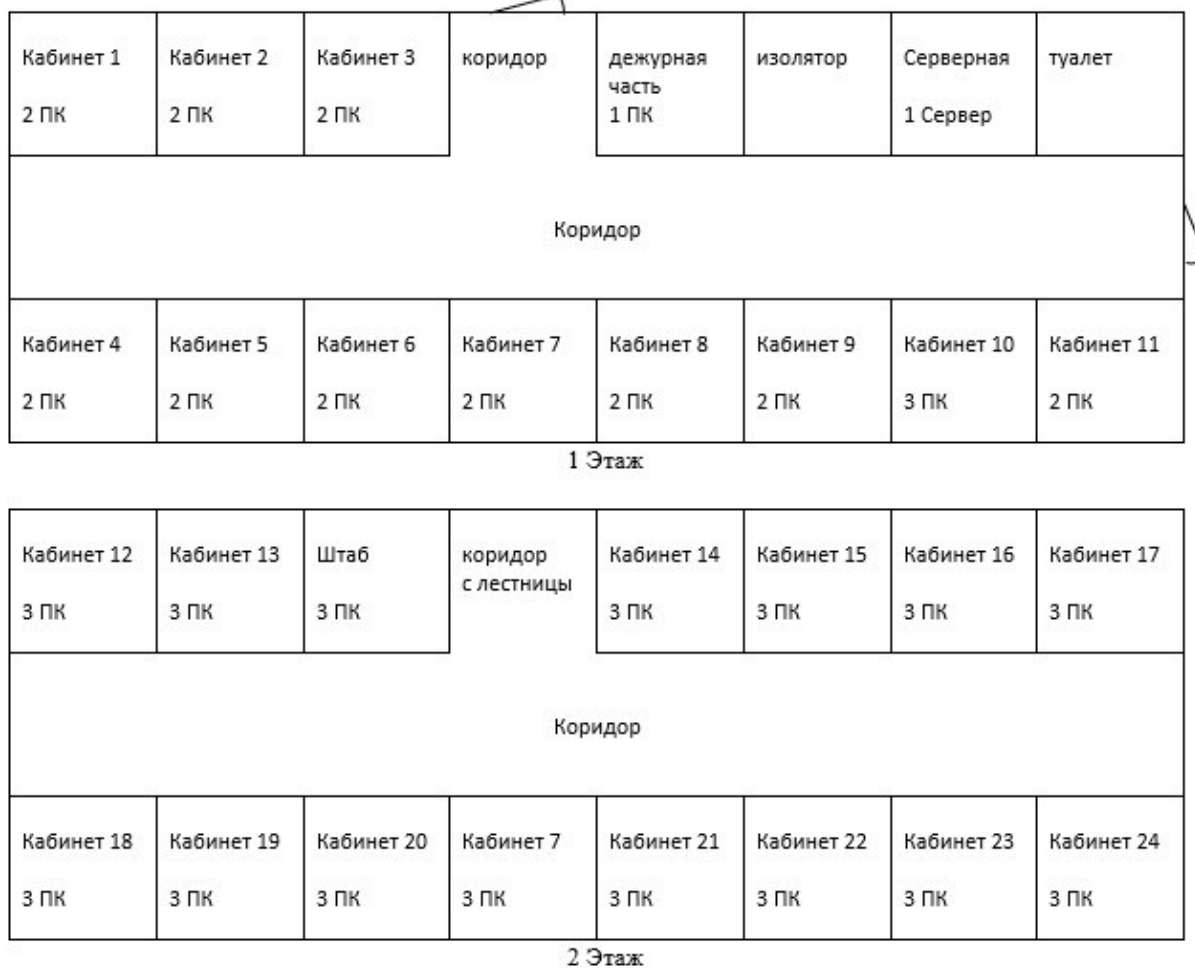 Кабинет 1
2 ПК
Кабинет 2
2 ПК
Кабинет 3
2 ПК
коридор
дежурная
часть
1 ПК
изолятор
Серверная
1 Сервер
туалет
Коридор
Кабинет 4
2 ПК
Кабинет 5
2 ПК
Кабинет 6
2 ПК
Кабинет 7
2 ПК
Кабинет 8
2 ПК
Кабинет 9
2 ПК
Кабинет 10
3 ПК
Кабинет 11
2 ПК
1 Этаж
Кабинет 12
3 ПК
Кабинет 13
3 ПК
Штаб
3 ПК
коридор
с лестницы
Кабинет 14
3 ПК
Кабинет 15
3 ПК
Кабинет 16
3 ПК
Кабинет 17
3 ПК
Коридор
Кабинет 18
3 ПК
Кабинет 19
3 ПК
Кабинет 20
3 ПК
Кабинет 7
3 ПК
Кабинет 21
3 ПК
Кабинет 22
3 ПК
Кабинет 23
3 ПК
Кабинет 24
3 ПК
2 Этаж